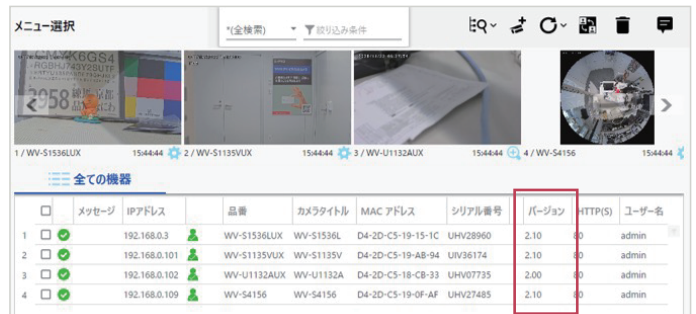 メニュー選択
*(全検索) 絞り込み条件
1 / WV-S1536LUX 15:44:44 2 / WV-S1135VUX 15:44:44 3 / WV-U1132AUX 15:44:44 4 / WV-S4156 15:44:44
全ての機器
メッセージ IPアドレス 品番 カメラタイトル MAC アドレス シリアル番号 バージョン HTTP(S) ユーザー名
1 192.168.0.3 WV-S1536LUX WV-S1536L D4-2D-C5-19-15-1C UHV28960 2.10 80 admin
2 192.168.0.101 WV-S1135VUX WV-S1135V D4-2D-C5-19-AB-94 UIV36174 2.10 80 admin
3 192.168.0.102 WV-U1132AUX WV-U1132A D4-2D-C5-18-CB-33 UHV07735 2.00 80 admin
4 192.168.0.109 WV-S4156 WV-S4156 D4-2D-C5-19-0F-AF UHV27485 2.10 80 admin